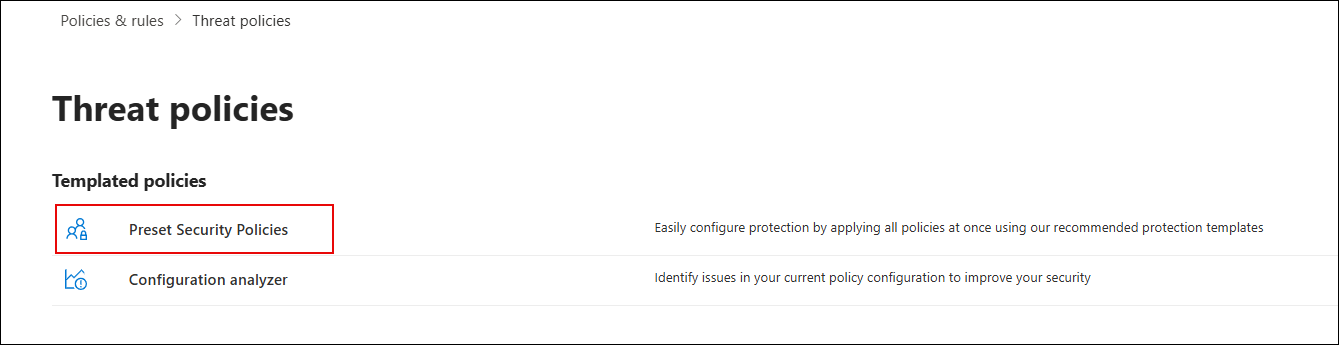 Policies & rules > Threat policies
Threat policies
Templated policies
Preset Security Policies Easily configure protection by applying all policies at once using our recommended protection templates
Configuration analyzer Identify issues in your current policy configuration to improve your security